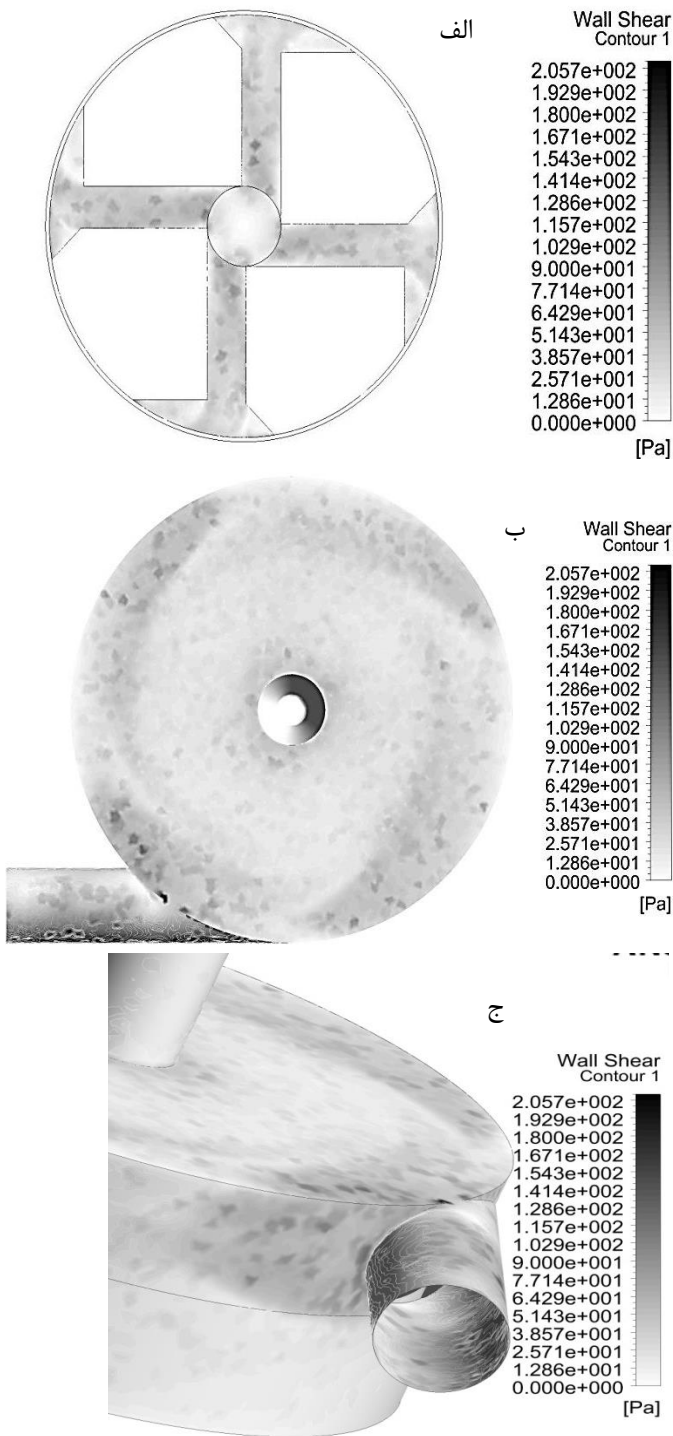 الف
Wall Shear
Contour 1
2.057e+002
1.929e+002
1.800e+002
1.671e+002
1.543e+002
1.414e+002
1.286e+002
1.157e+002
1.029e+002
9.000e+001
7.714e+001
6.429e+001
5.143e+001
3.857e+001
2.571e+001
1.286e+001
0.000e+000
[Pa]
ب
Wall Shear
Contour 1
2.057e+002
1.929e+002
1.800e+002
1.671e+002
1.543e+002
1.414e+002
1.286e+002
1.157e+002
1.029e+002
9.000e+001
7.714e+001
6.429e+001
5.143e+001
3.857e+001
2.571e+001
1.286e+001
0.000e+000
[Pa]
ج
Wall Shear
Contour 1
2.057e+002
1.929e+002
1.800e+002
1.671e+002
1.543e+002
1.414e+002
1.286e+002
1.157e+002
1.029e+002
9.000e+001
7.714e+001
6.429e+001
5.143e+001
3.857e+001
2.571e+001
1.286e+001
0.000e+000
[Pa]